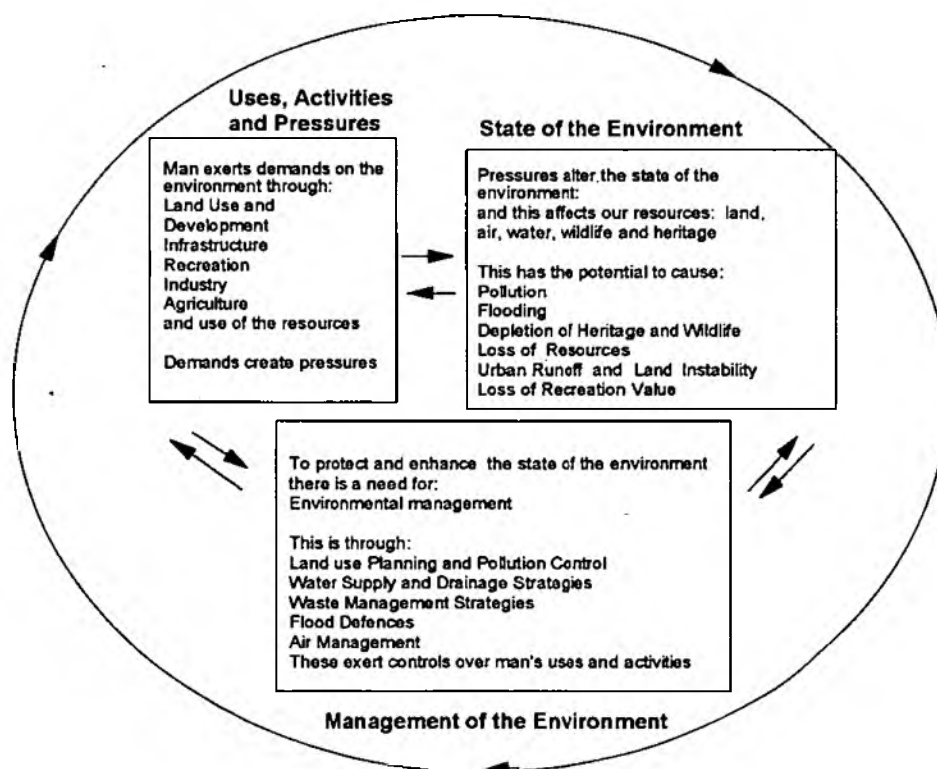 Uses, Activities
and Pressures
Man exerts demands on the
environment through:
Land Use and
Development
Infrastructure
Recreation
Industry
Agriculture
and use of the resources
Demands create pressures
State of the Environment
Pressures alter the state of the
environment:
and this affects our resources: land,
air, water, wildlife and heritage
This has the potential to cause:
Pollution
Flooding
Depletion of Heritage and Wildlife
Loss of Resources
Urban Runoff and Land Instability
Loss of Recreation Value
To protect and enhance the state of the environment
there is a need for:
Environmental management
This is through:
Land use Planning and Pollution Control
Water Supply and Drainage Strategies
Waste Management Strategies
Flood Defences
Air Management
These exert controls over man's uses and activities
Management of the Environment